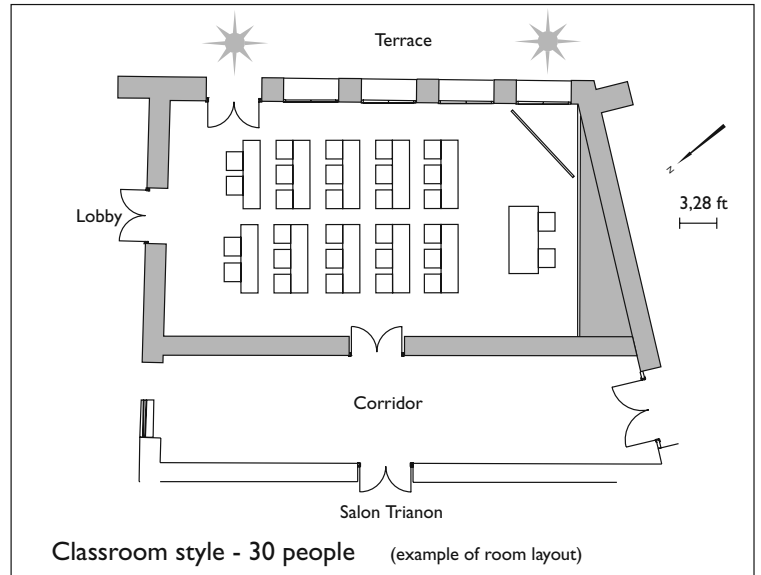 Terrace
N
Lobby
3,28 ft
Corridor
Salon Trianon
Classroom style - 30 people (example of room layout)